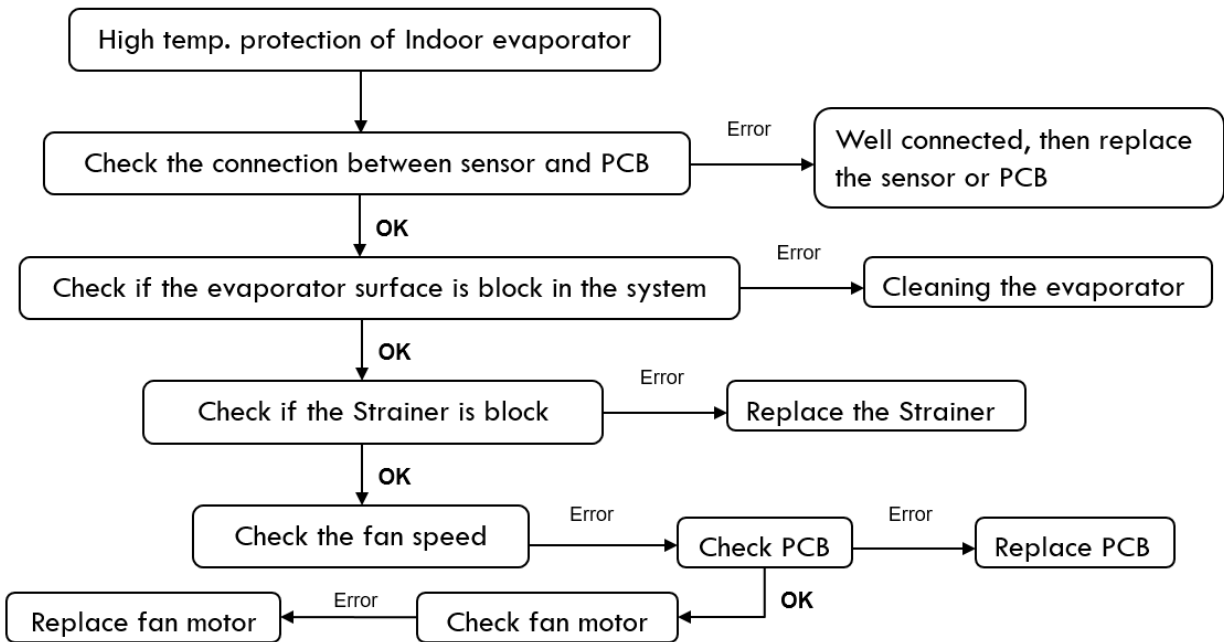 High temp. protection of Indoor evaporator
Check the connection between sensor and PCB
Error
Well connected, then replace
the sensor or PCB
OK
Check if the evaporator surface is block in the system
Error
Cleaning the evaporator
OK
Check if the Strainer is block
Error
Replace the Strainer
OK
Check the fan speed
Error
Check PCB
Error
Replace PCB
OK
Check fan motor
Error
Replace fan motor